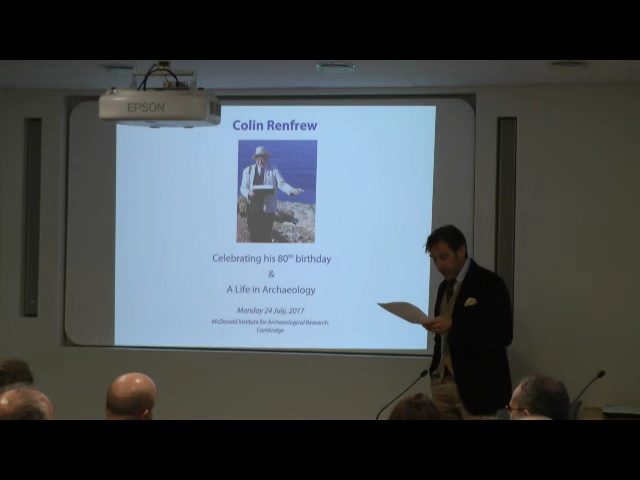 EPSON
Colin Renfrew
Celebrating his 80th birthday
&
A Life in Archaeology
Monday 24 July, 2017
McDonald Institute for Archaeological Research,
Cambridge